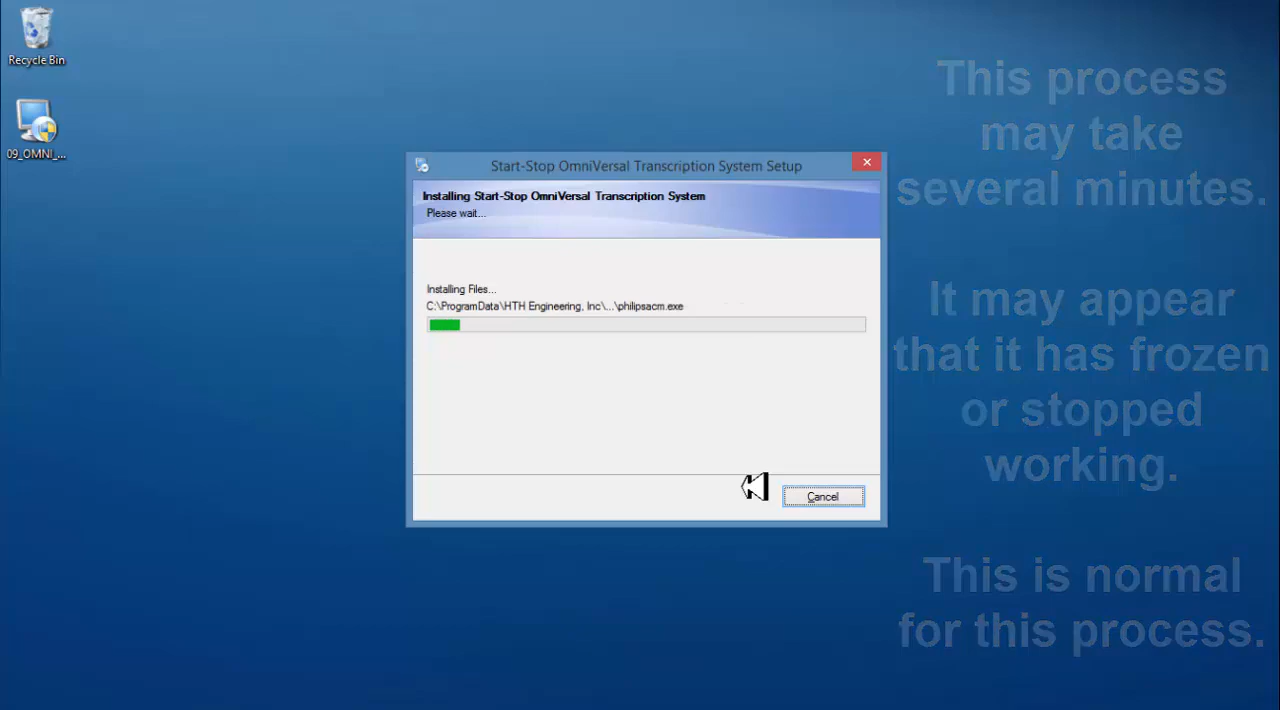 Recycle Bin
09_OMNI_...
Start-Stop OmniVersal Transcription System Setup
Installing Start-Stop OmniVersal Transcription System
Please wait...
Installing Files...
C:\ProgramData\HTH Engineering, Inc\...\philipsacm.exe
Cancel
This process
may take
several minutes.
It may appear
that it has frozen
or stopped
working.
This is normal
for this process.